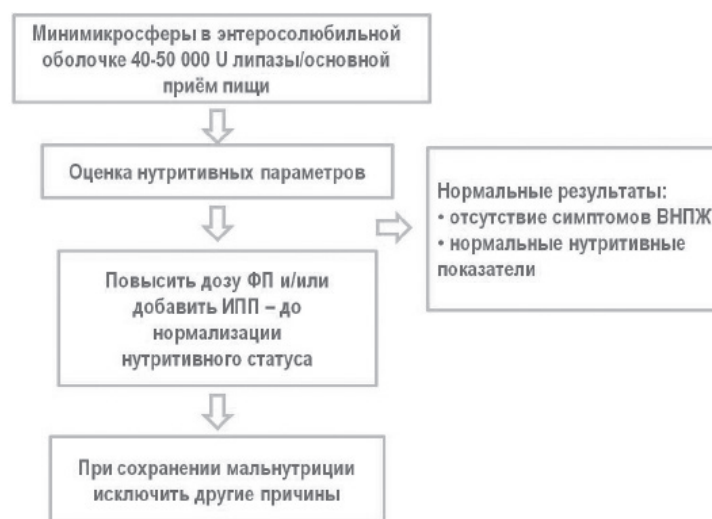 Минимикросферы в энтеросолюбильной
оболочке 40-50 000 U липазы/основной
приём пищи
Оценка нутритивных параметров
Нормальные результаты:
• отсутствие симптомов ВНПЖ
• нормальные нутритивные
показатели
Повысить дозу ФП и/или
добавить ИПП – до
нормализации
нутритивного статуса
При сохранении мальнутриции
исключить другие причины